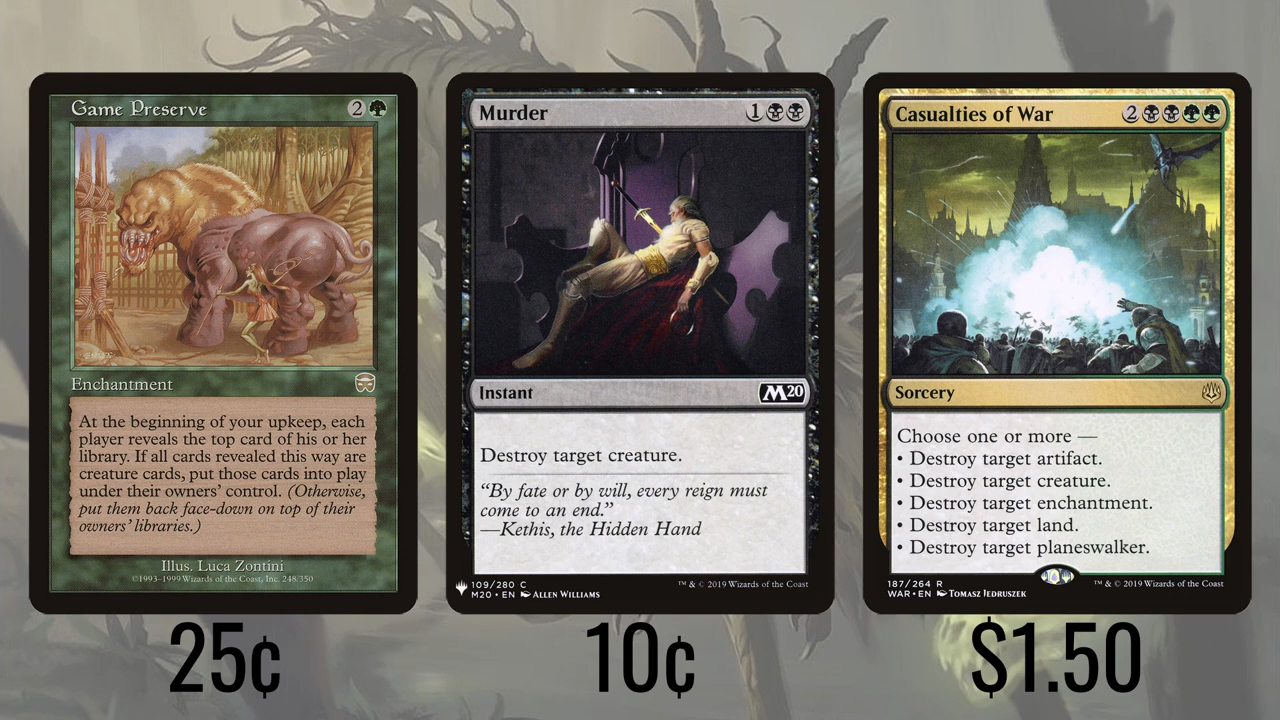 Game Preserve 2
Enchantment
At the beginning of your upkeep, each
player reveals the top card of his or her
library. If all cards revealed this way are
creature cards, put those cards into play
under their owners' control. (Otherwise,
put them back face-down on top of their
owners' libraries.)
Illus. Luca Zontini
©1993–1999 Wizards of the Coast, Inc. 248/350
25¢
Murder 1
Instant M20
Destroy target creature.
“By fate or by will, every reign must
come to an end.”
—Kethis, the Hidden Hand
109/280 C ™ & © 2019 Wizards of the Coast
M20 • EN ALLEN WILLIAMS
10¢
Casualties of War 2
Sorcery
Choose one or more —
• Destroy target artifact.
• Destroy target creature.
• Destroy target enchantment.
• Destroy target land.
• Destroy target planeswalker.
187/264 R ™ & © 2019 Wizards of the Coast
WAR • EN TOMASZ JEDRUSZEK
$1.50